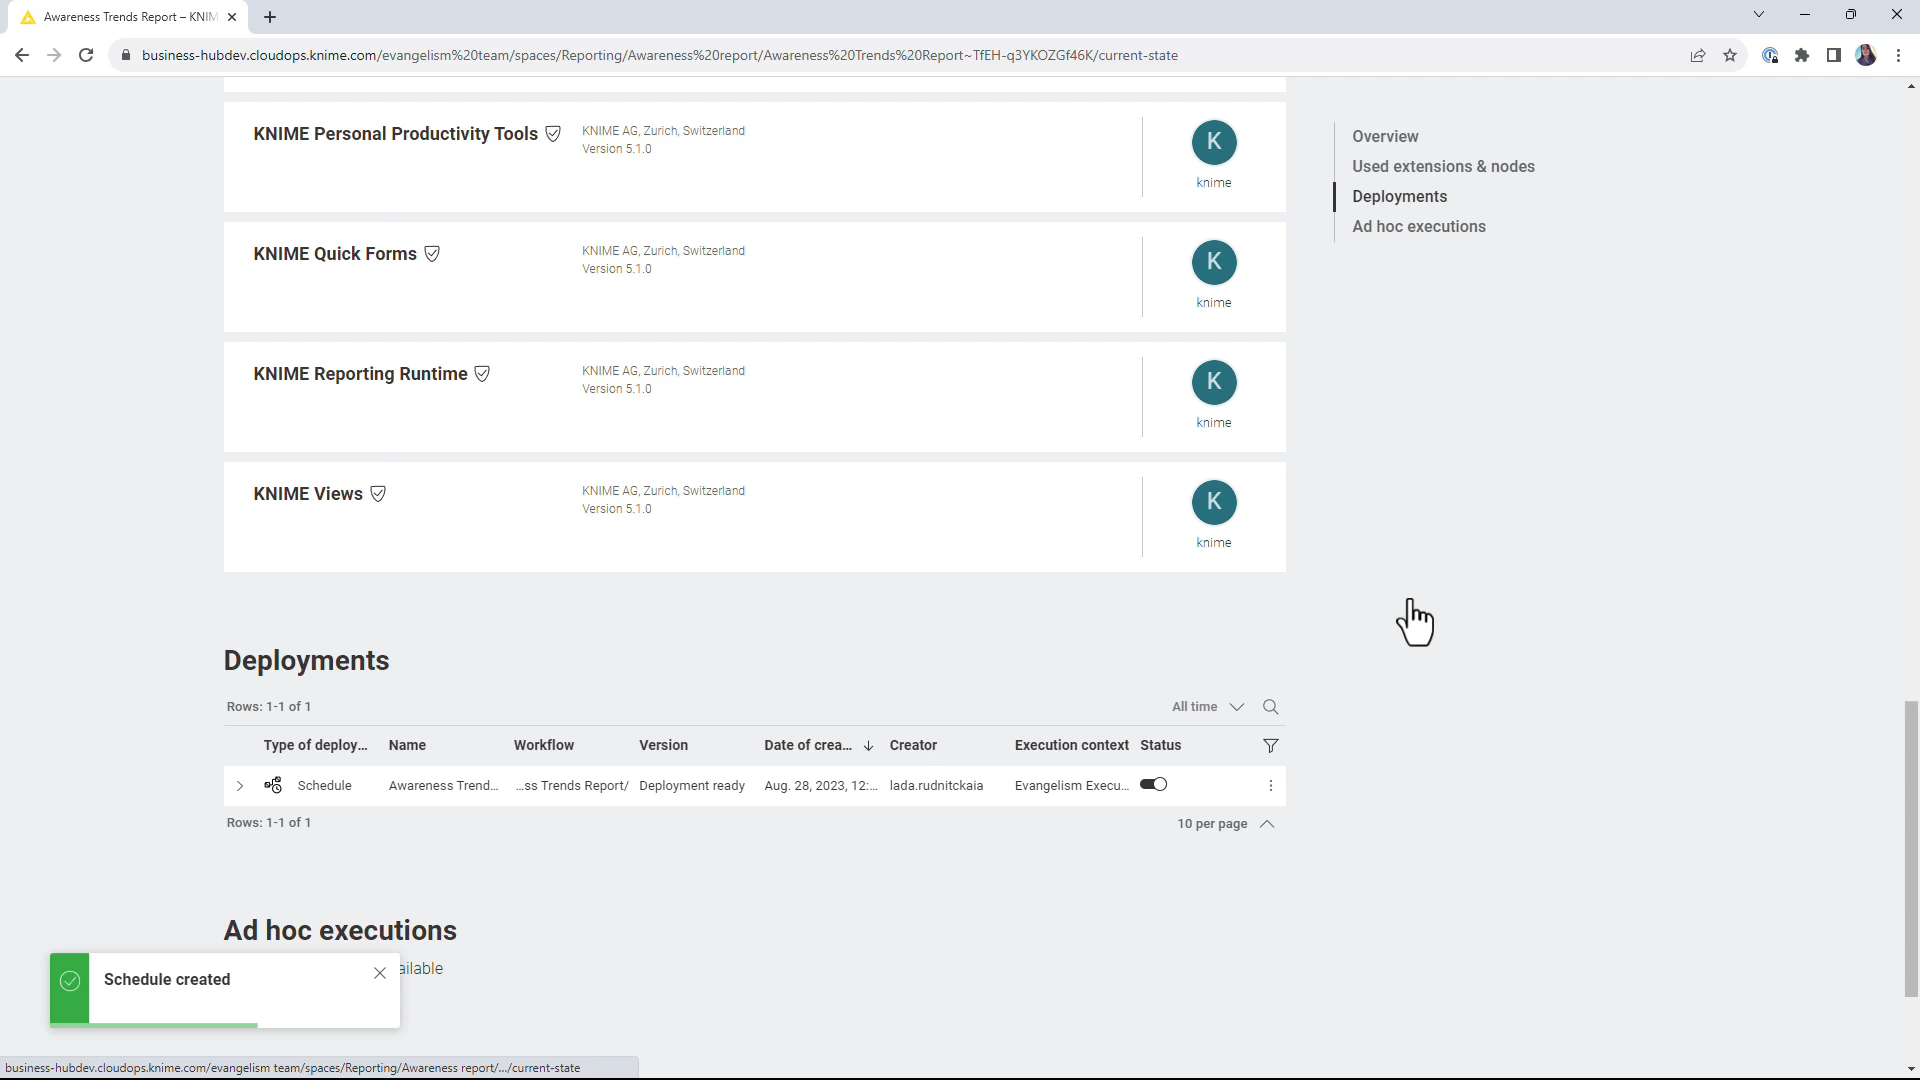 Awareness Trends Report – KNIM
business-hubdev.cloudops.knime.com/evangelism%20team/spaces/Reporting/Awareness%20report/Awareness%20Trends%20Report~TfEH-q3YKOZGf46K/current-state
KNIME Personal Productivity Tools
KNIME AG, Zurich, Switzerland
Version 5.1.0
K
knime
KNIME Quick Forms
KNIME AG, Zurich, Switzerland
Version 5.1.0
K
knime
KNIME Reporting Runtime
KNIME AG, Zurich, Switzerland
Version 5.1.0
K
knime
KNIME Views
KNIME AG, Zurich, Switzerland
Version 5.1.0
K
knime
Overview
Used extensions & nodes
Deployments
Ad hoc executions
Deployments
Rows: 1-1 of 1
All time
Type of deploy... Name Workflow Version Date of crea... Creator Execution context Status
Schedule Awareness Trend... ...ss Trends Report/ Deployment ready Aug. 28, 2023, 12:... lada.rudnitckaia Evangelism Execu...
Rows: 1-1 of 1
10 per page
Ad hoc executions
ailable
Schedule created
business-hubdev.cloudops.knime.com/evangelism team/spaces/Reporting/Awareness report/.../current-state